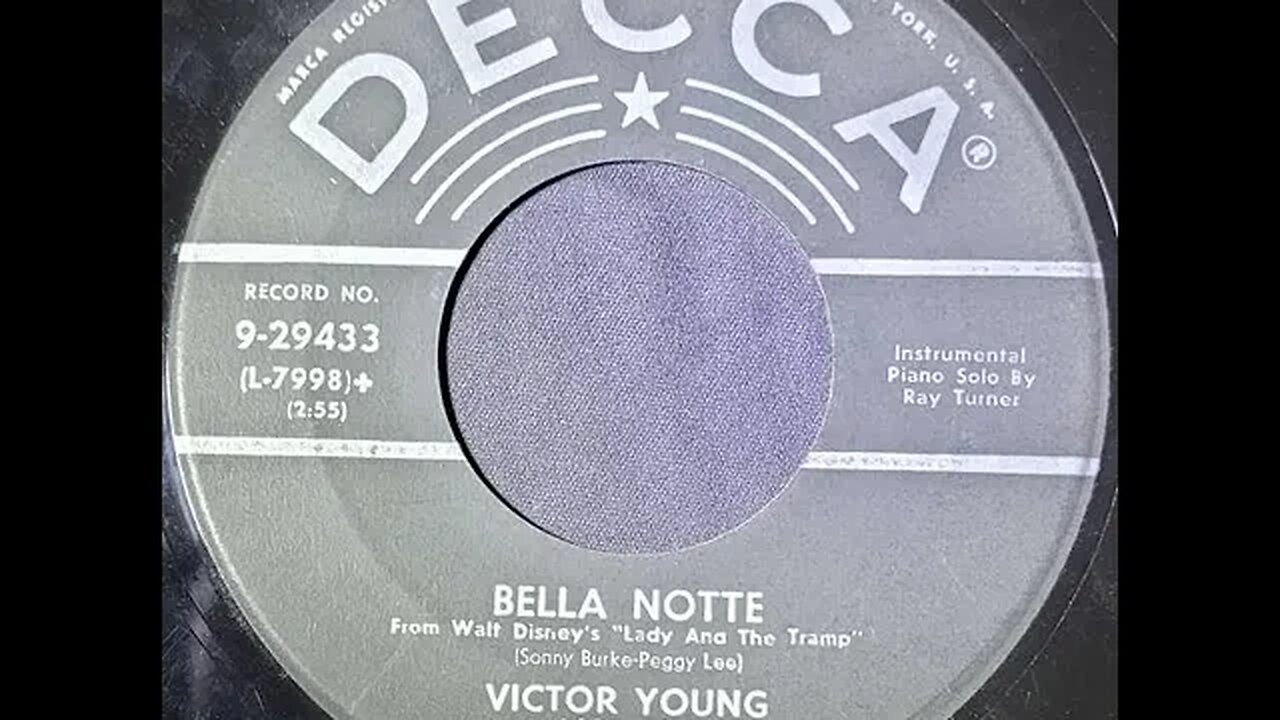 MARCA REGIST
YORK, U. S. A.
DECCA®
RECORD NO.
9-29433
(L-7998)+
(2:55)
Instrumental
Piano Solo By
Ray Turner
BELLA NOTTE
From Walt Disney's "Lady And The Tramp"
(Sonny Burke-Peggy Lee)
VICTOR YOUNG